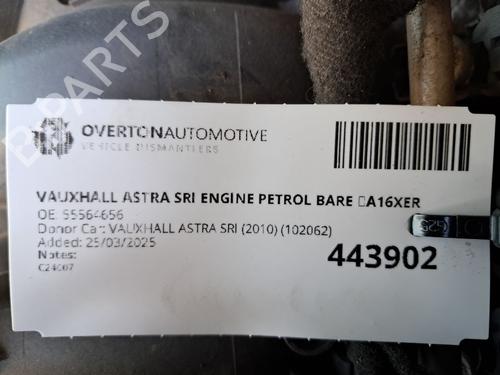 B-PARTS
OVERTONAUTOMOTIVE
VEHICLE DISMANTLERS
VAUXHALL ASTRA SRI ENGINE PETROL BARE □A16XER
OE: 55564656
Donor Car: VAUXHALL ASTRA SRI (2010) (102062)
Added: 25/03/2025
443902
Notes:
C24C07